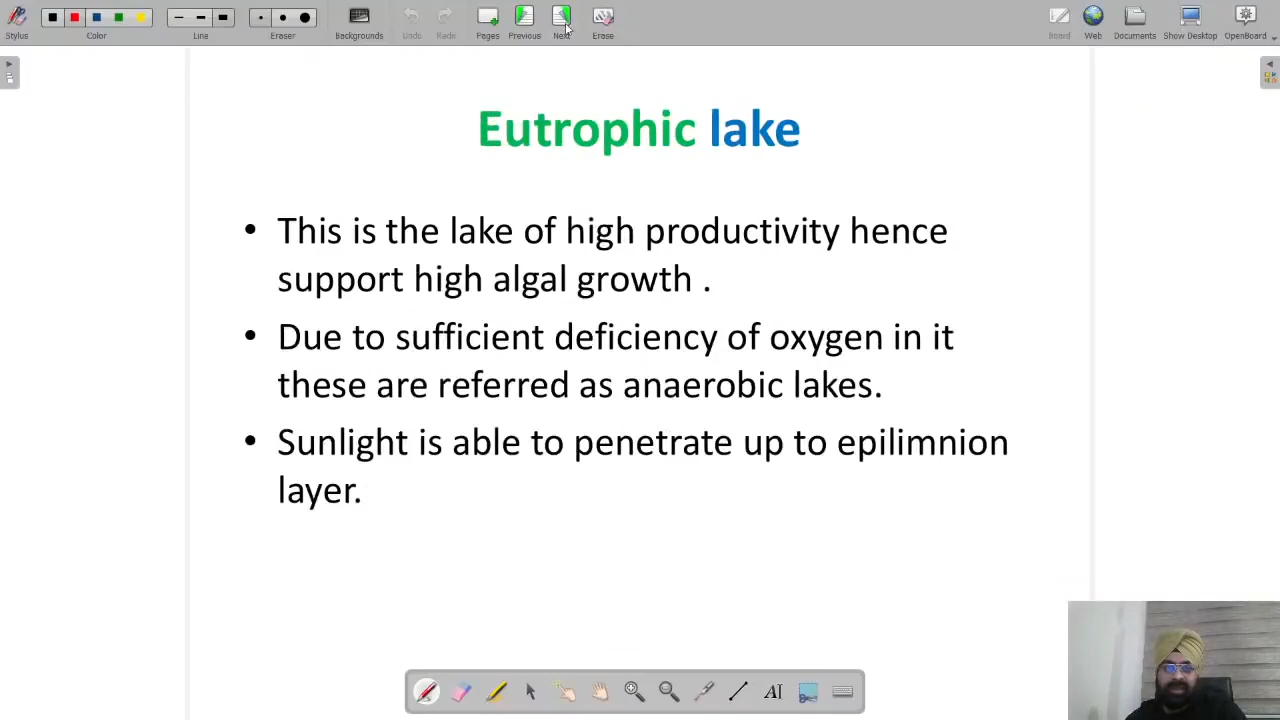 Stylus
Color
Line
Eraser
Backgrounds
Undo
Redo
Pages
Previous
Next
Erase
Board
Web
Documents
Show Desktop
OpenBoard
Eutrophic lake
• This is the lake of high productivity hence
support high algal growth .
• Due to sufficient deficiency of oxygen in it
these are referred as anaerobic lakes.
• Sunlight is able to penetrate up to epilimnion
layer.
AI